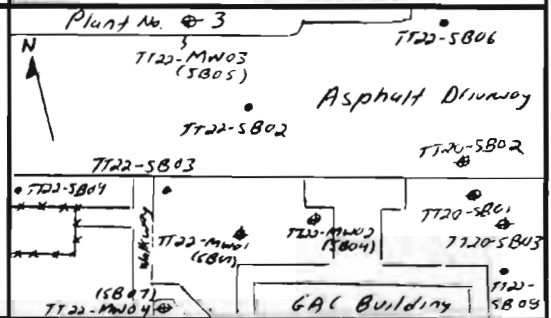 Plant No. 3
N
TT22-SB06
TT22-MW03
(SB05)
Asphalt Driveway
TT22-SB02
TT20-SB02
TT22-SB03
TT22-SB04
TT20-SB01
Walkway
TT22-MW01
(SB01)
TT22-MW02
(SB04)
TT20-SB03
(SB07)
TT22-MW04
GAC Building
TT22-
SB08